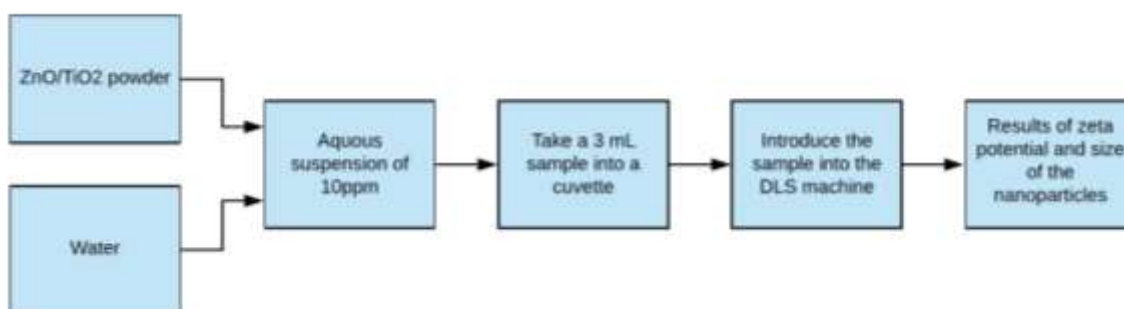 ZnO/TiO2 powder
Water
Aquous
suspension of
10ppm
Take a 3 mL
sample into a
cuvette
Introduce the
sample into the
DLS machine
Results of zeta
potential and size
of the
nanoparticles